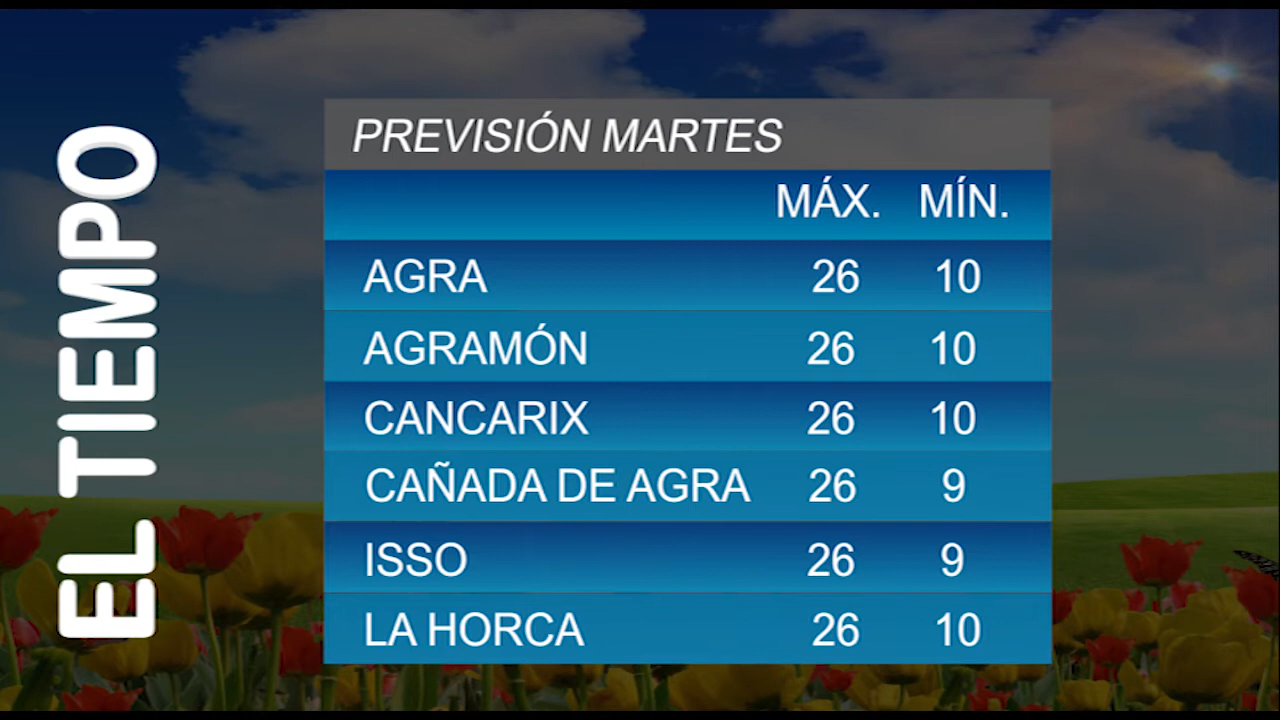 EL TIEMPO
PREVISIÓN MARTES
MÁX. MÍN.
AGRA 26 10
AGRAMÓN 26 10
CANCARIX 26 10
CAÑADA DE AGRA 26 9
ISSO 26 9
LA HORCA 26 10